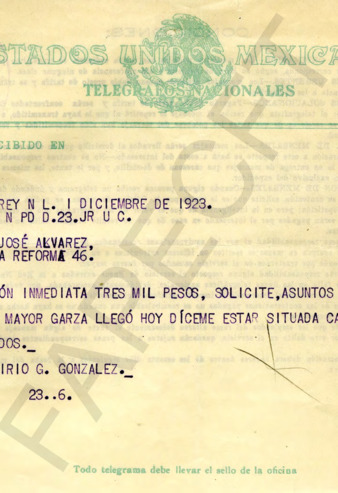 ESTADOS UNIDOS MEXICA
TELEGRAFOS NACIONALES
CIBIDO EN
REY N L. 1 DICIEMBRE DE 1923.
N PD D.23.JR U C.
JOSÉ ALVAREZ,
A REFORMA 46.
ÓN INMEDIATA TRES MIL PESOS, SOLICITE,ASUNTOS
MAYOR GARZA LLEGÓ HOY DÍCEME ESTAR SITUADA CA
DOS._
IRIO G. GONZALEZ._
23..6.
Todo telegrama debe llevar el sello de la oficina
FAPECFT